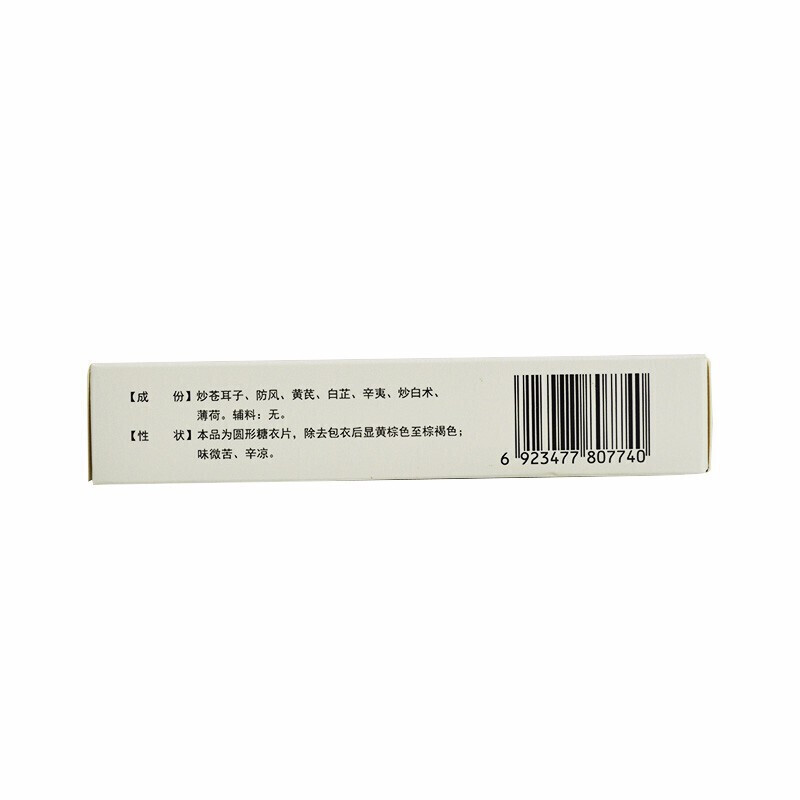 【成　份】炒苍耳子、防风、黄芪、白芷、辛夷、炒白术、
薄荷。辅料：无。
【性　状】本品为圆形糖衣片，除去包衣后显黄棕色至棕褐色；
味微苦、辛凉。
6 923477 807740